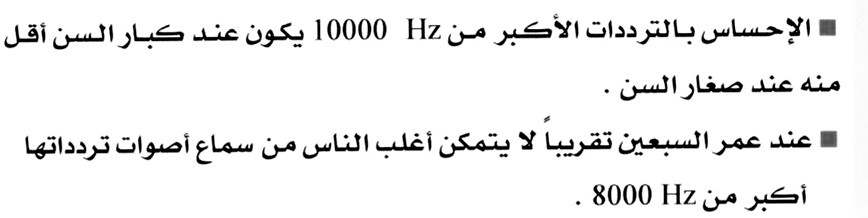 ■ الإحساس بالترددات الأكبر من 10000 Hz يكون عند كبار السن أقل
منه عند صغار السن .
■ عند عمر السبعين تقريباً لا يتمكن أغلب الناس من سماع أصوات تردداتها
أكبر من 8000 Hz .